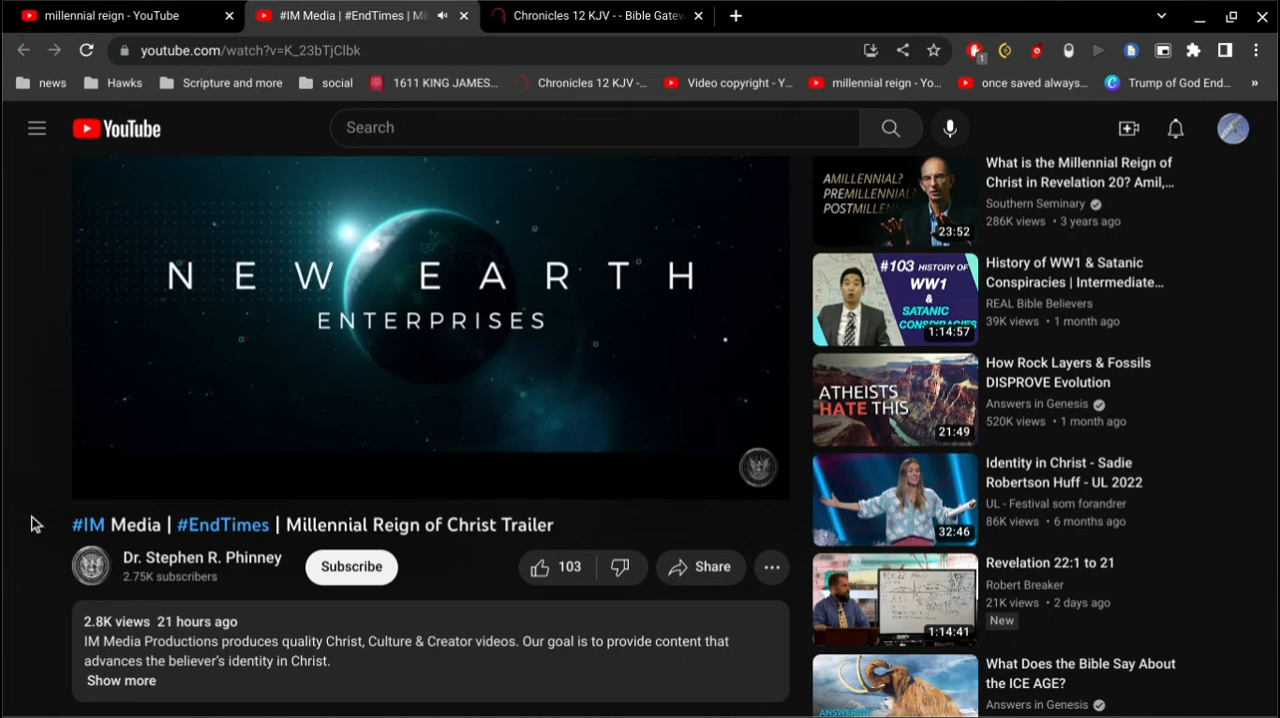 millennial reign - YouTube
#IM Media | #EndTimes | Mil
Chronicles 12 KJV - - Bible Gatew
youtube.com/watch?v=K_23bTjClbk
1
news
Hawks
Scripture and more
social
1611 KING JAMES...
Chronicles 12 KJV -...
Video copyright - Y...
millennial reign - Yo...
once saved always...
Trump of God End...
»
YouTube
Search
NEW EARTH
ENTERPRISES
#IM Media | #EndTimes | Millennial Reign of Christ Trailer
Dr. Stephen R. Phinney
2.75K subscribers
Subscribe
103
Share
2.8K views 21 hours ago
IM Media Productions produces quality Christ, Culture & Creator videos. Our goal is to provide content that
advances the believer's identity in Christ.
Show more
AMILLENNIAL?
PREMILLENNIAL?
POSTMILLEN
23:52
What is the Millennial Reign of
Christ in Revelation 20? Amil,...
Southern Seminary
286K views • 3 years ago
#103 HISTORY OF
WW1
&
SATANIC
CONSPIRACIES
1:14:57
History of WW1 & Satanic
Conspiracies | Intermediate...
REAL Bible Believers
39K views • 1 month ago
ATHEISTS
HATE THIS
21:49
How Rock Layers & Fossils
DISPROVE Evolution
Answers in Genesis
520K views • 1 month ago
32:46
Identity in Christ - Sadie
Robertson Huff - UL 2022
UL - Festival som forandrer
86K views • 6 months ago
1:14:41
Revelation 22:1 to 21
Robert Breaker
21K views • 2 days ago
New
ANSWERING
What Does the Bible Say About
the ICE AGE?
Answers in Genesis